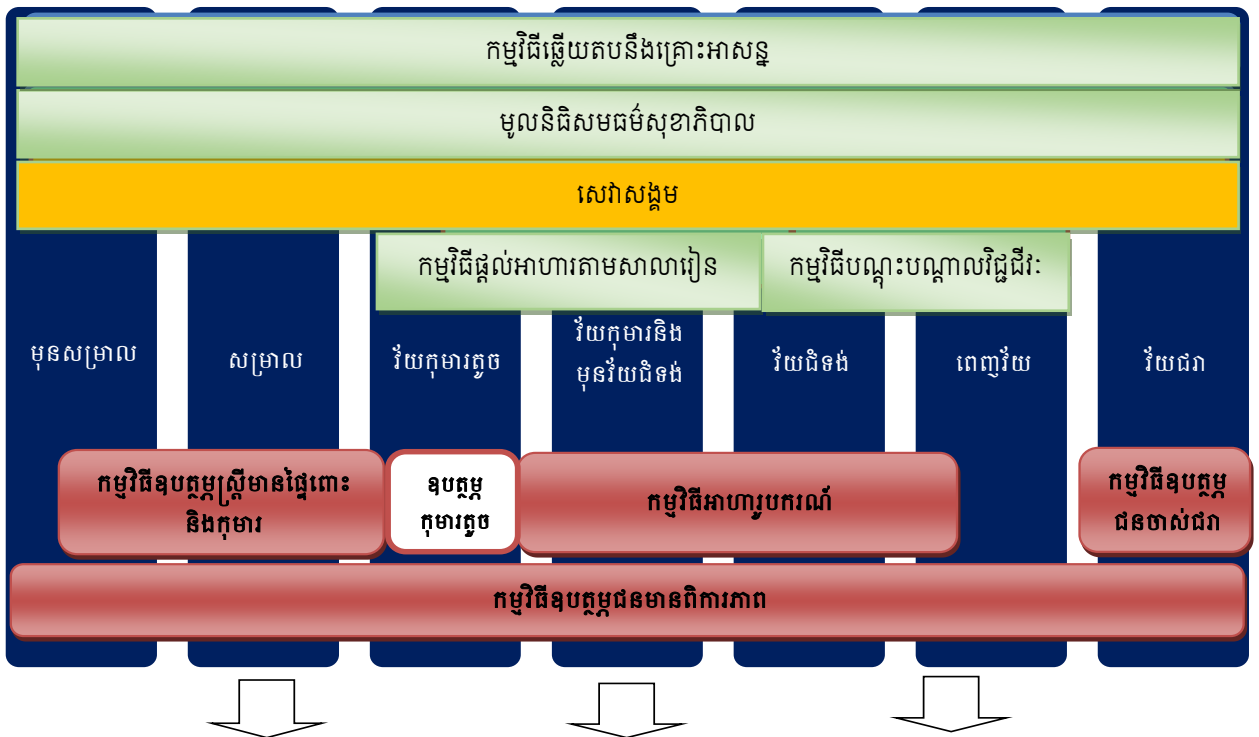 កម្មវិធីឆ្លើយតបនឹងគ្រោះអាសន្ន
មូលនិធិសមធម៌សុខាភិបាល
សេវាសង្គម
កម្មវិធីផ្តល់អាហារតាមសាលារៀន
កម្មវិធីបណ្តុះបណ្តាលវិជ្ជជីវៈ
មុនសម្រាល
សម្រាល
វ័យកុមារតូច
វ័យកុមារនិង
មុនវ័យជំទង់
វ័យជំទង់
ពេញវ័យ
វ័យជរា
កម្មវិធីឧបត្ថម្ភស្ត្រីមានផ្ទៃពោះ
និងកុមារ
ឧបត្ថម្ភ
កុមារតូច
កម្មវិធីអាហារូបករណ៍
កម្មវិធីឧបត្ថម្ភ
ជនចាស់ជរា
កម្មវិធីឧបត្ថម្ភជនមានពិការភាព